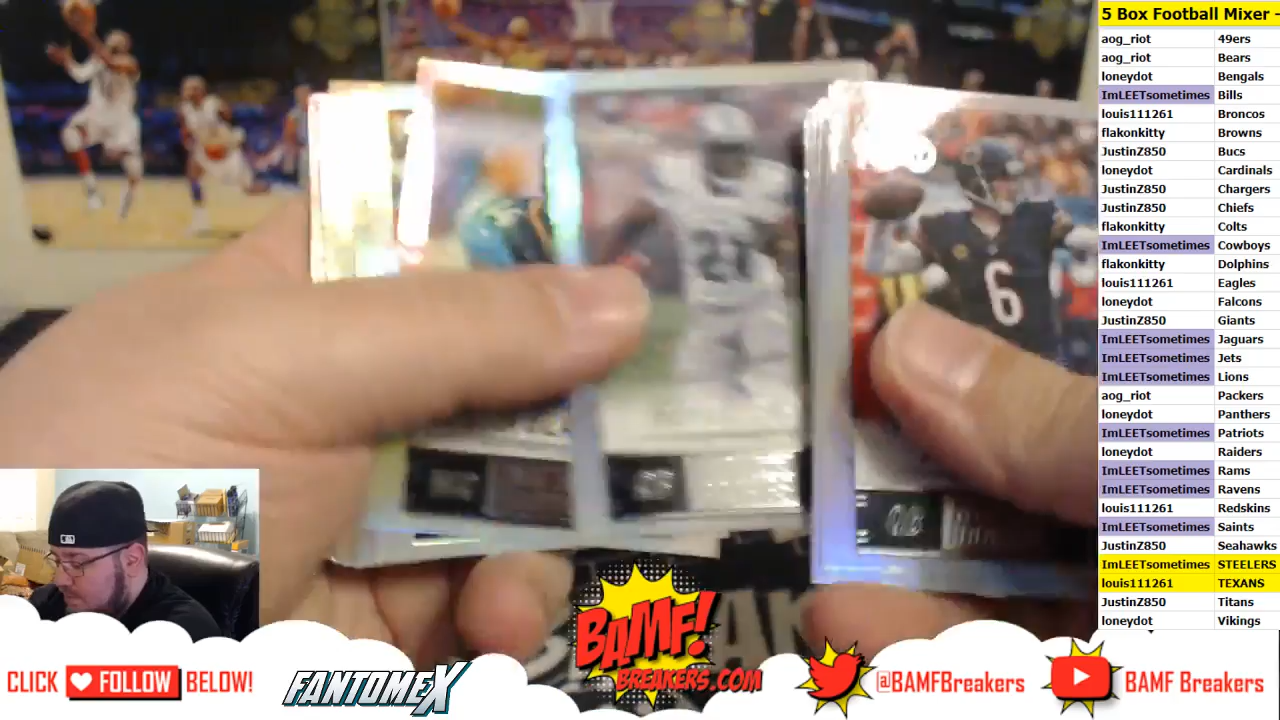 5 Box Football Mixer -
aog_riot 49ers
aog_riot Bears
loneydot Bengals
ImLEETsometimes Bills
louis111261 Broncos
flakonkitty Browns
JustinZ850 Bucs
loneydot Cardinals
JustinZ850 Chargers
JustinZ850 Chiefs
flakonkitty Colts
ImLEETsometimes Cowboys
flakonkitty Dolphins
louis111261 Eagles
loneydot Falcons
JustinZ850 Giants
ImLEETsometimes Jaguars
ImLEETsometimes Jets
ImLEETsometimes Lions
aog_riot Packers
loneydot Panthers
ImLEETsometimes Patriots
loneydot Raiders
ImLEETsometimes Rams
ImLEETsometimes Ravens
louis111261 Redskins
ImLEETsometimes Saints
JustinZ850 Seahawks
ImLEETsometimes STEELERS
louis111261 TEXANS
JustinZ850 Titans
loneydot Vikings
6
21
QB
CLICK FOLLOW BELOW!
FANTOMEX
BAMF!
BREAKERS.COM
@BAMFBreakers
BAMF Breakers